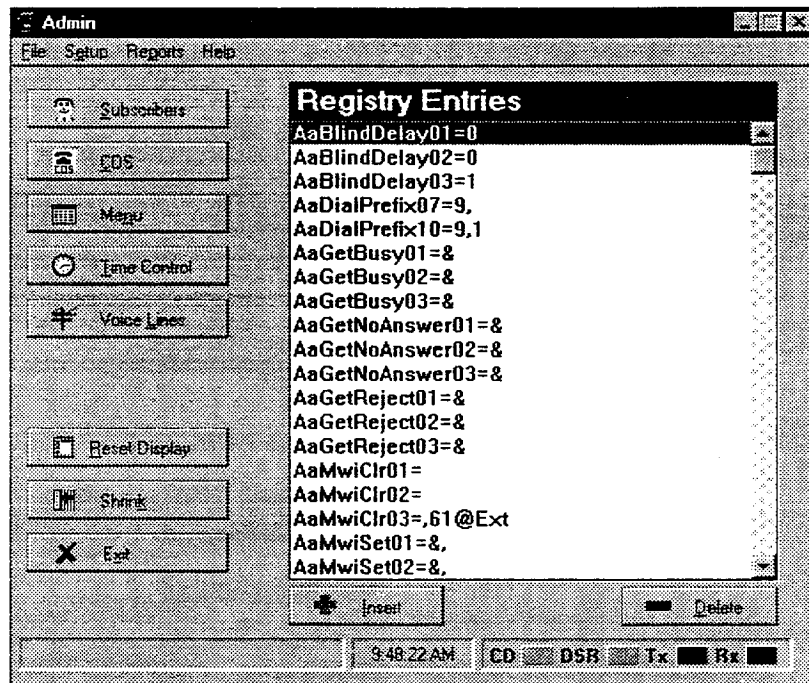 Admin
File Setup Reports Help
Subscribers
COS
COS
Menu
Time Control
Voice Lines
Reset Display
Shrink
Exit
Registry Entries
AaBlindDelay01=0
AaBlindDelay02=0
AaBlindDelay03=1
AaDialPrefix07=9,
AaDialPrefix10=9,1
AaGetBusy01=&
AaGetBusy02=&
AaGetBusy03=&
AaGetNoAnswer01=&
AaGetNoAnswer02=&
AaGetNoAnswer03=&
AaGetReject01=&
AaGetReject02=&
AaGetReject03=&
AaMwiClr01=
AaMwiClr02=
AaMwiClr03=,61@Ext
AaMwiSet01=&,
AaMwiSet02=&,
Insert Delete
9:48:22 AM CD DSR Tx Rx